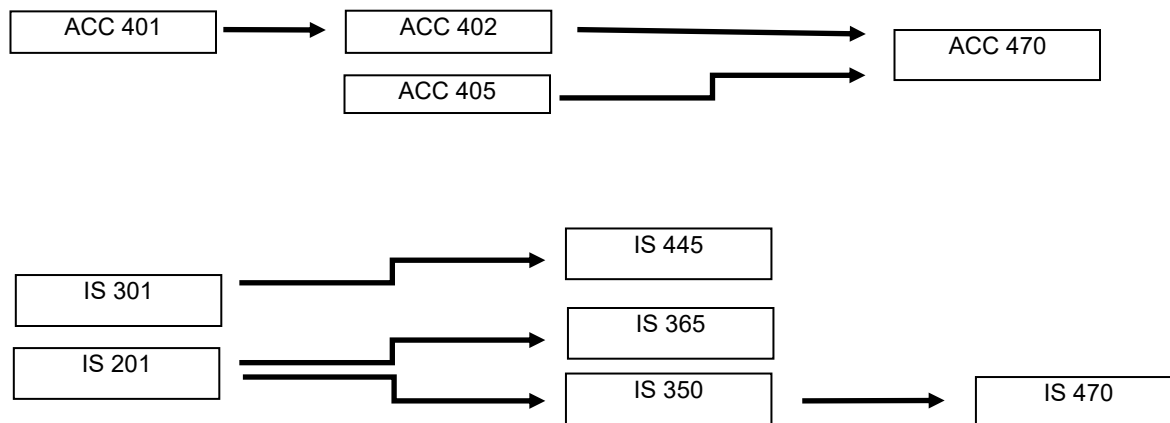 ACC 401
ACC 402
ACC 470
ACC 405
IS 445
IS 301
IS 365
IS 201
IS 350
IS 470